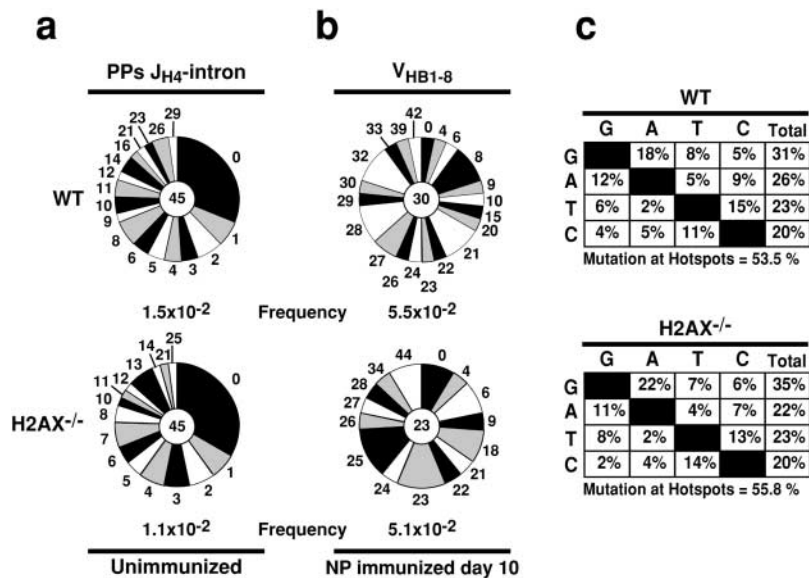 a
b
c
PPs JH4-intron
VHB1-8
WT
0
1
2
3
4
5
6
8
9
10
11
12
14
16
21
23
26
29
45
0
4
6
8
9
10
15
20
21
22
23
24
26
27
28
29
30
32
33
39
42
30
1.5x10-2 Frequency 5.5x10-2
H2AX-/-
0
1
2
3
4
5
6
7
8
10
11
12
13
14
21
25
45
0
4
6
9
18
21
22
23
24
25
26
27
28
34
44
23
1.1x10-2 Frequency 5.1x10-2
Unimmunized
NP immunized day 10
WT
G A T C Total
G 18% 8% 5% 31%
A 12% 5% 9% 26%
T 6% 2% 15% 23%
C 4% 5% 11% 20%
Mutation at Hotspots = 53.5 %
H2AX-/-
G A T C Total
G 22% 7% 6% 35%
A 11% 4% 7% 22%
T 8% 2% 13% 23%
C 2% 4% 14% 20%
Mutation at Hotspots = 55.8 %